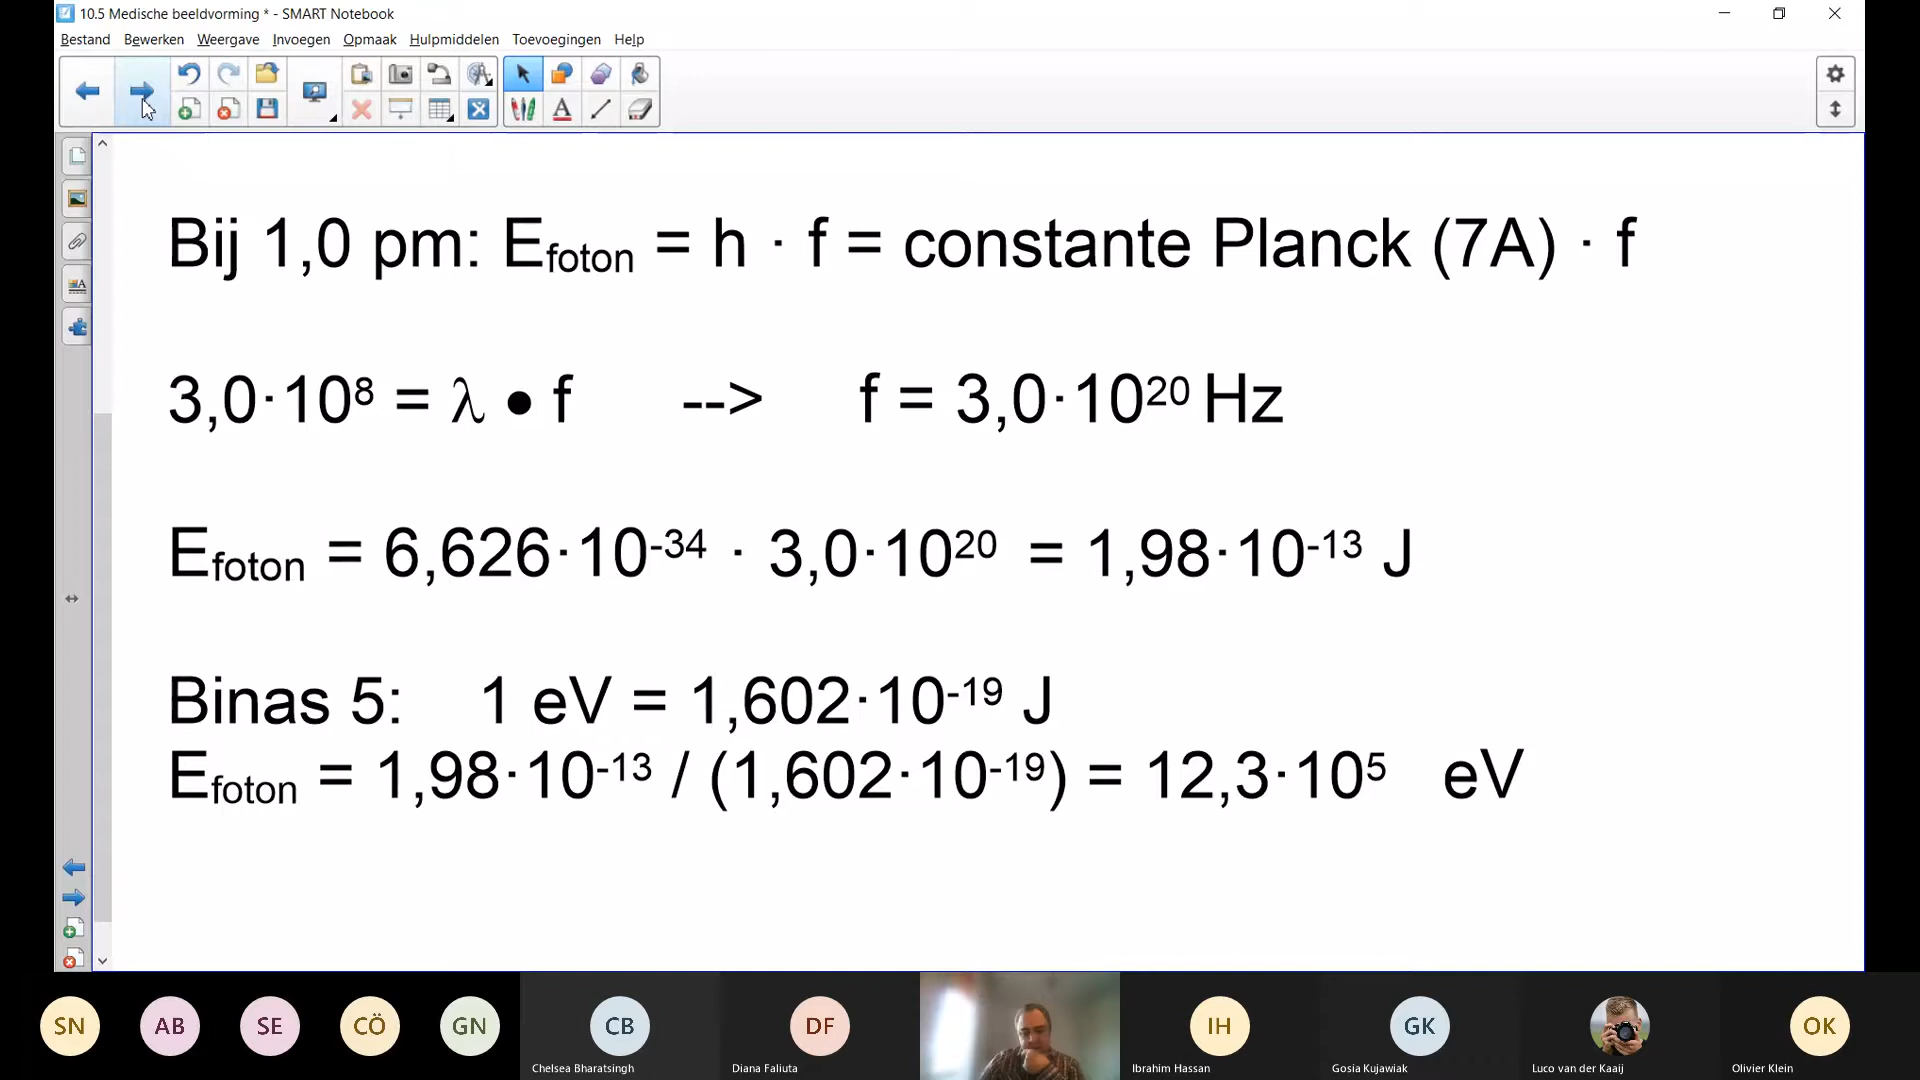 10.5 Medische beeldvorming * - SMART Notebook
Bestand Bewerken Weergave Invoegen Opmaak Hulpmiddelen Toevoegingen Help
Bij 1,0 pm: Efoton = h · f = constante Planck (7A) · f
3,0·10⁸ = λ • f --> f = 3,0·10²⁰ Hz
Efoton = 6,626·10⁻³⁴ · 3,0·10²⁰ = 1,98·10⁻¹³ J
Binas 5: 1 eV = 1,602·10⁻¹⁹ J
Efoton = 1,98·10⁻¹³ / (1,602·10⁻¹⁹) = 12,3·10⁵ eV
SN AB SE CÖ GN CB DF IH GK OK
Chelsea Bharatsingh Diana Faliuta Ibrahim Hassan Gosia Kujawiak Luco van der Kaaij Olivier Klein